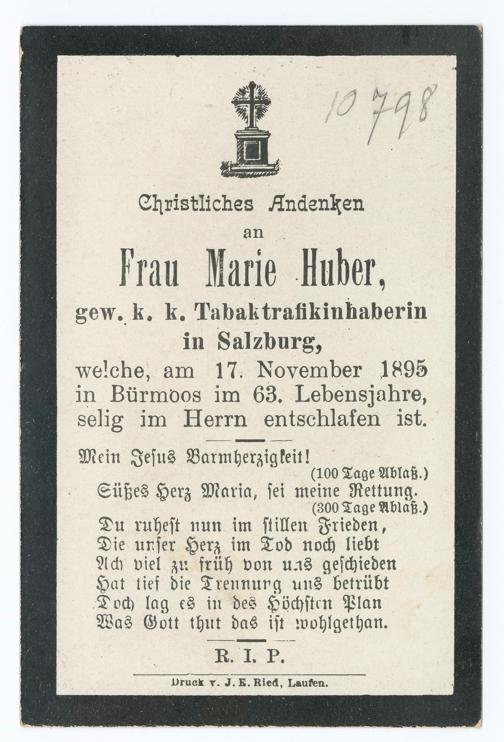 10 798
Christliches Andenken
an
Frau Marie Huber,
gew. k. k. Tabaktrafikinhaberin
in Salzburg,
welche, am 17. November 1895
in Bürmoos im 63. Lebensjahre,
selig im Herrn entschlafen ist.
Mein Jesus Barmherzigkeit!
(100 Tage Ablaß.)
Süßes Herz Maria, sei meine Rettung.
(300 Tage Ablaß.)
Du ruhest nun im stillen Frieden,
Die unser Herz im Tod noch liebt
Ach viel zu früh von uns geschieden
Hat tief die Trennung uns betrübt
Doch lag es in des Höchsten Plan
Was Gott thut das ist wohlgethan.
R. I. P.
Druck v. J. E. Ried, Laufen.